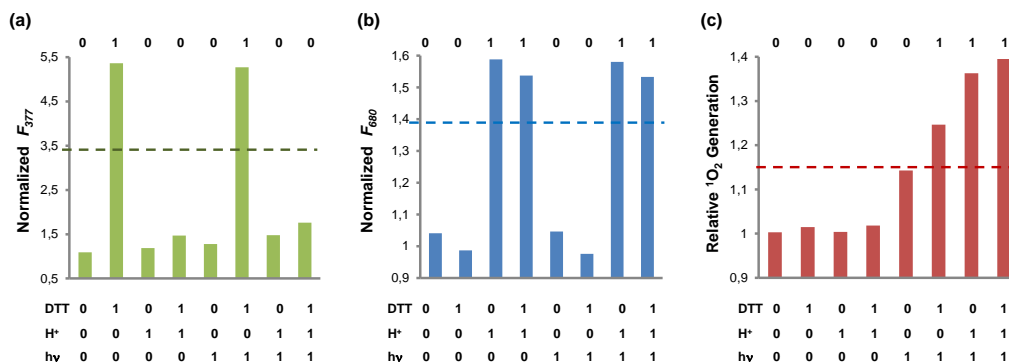 (a)
0 1 0 0 0 1 0 0
Normalized F₃₇₇
5,5
4,5
3,5
2,5
1,5
0,5
DTT 0 1 0 1 0 1 0 1
H⁺ 0 0 1 1 0 0 1 1
hγ 0 0 0 0 1 1 1 1
(b)
0 0 1 1 0 0 1 1
Normalized F₆₈₀
1,6
1,5
1,4
1,3
1,2
1,1
1
0,9
DTT 0 1 0 1 0 1 0 1
H⁺ 0 0 1 1 0 0 1 1
hγ 0 0 0 0 1 1 1 1
(c)
0 0 0 0 0 1 1 1
Relative ¹O₂ Generation
1,4
1,3
1,2
1,1
1
0,9
DTT 0 1 0 1 0 1 0 1
H⁺ 0 0 1 1 0 0 1 1
hγ 0 0 0 0 1 1 1 1